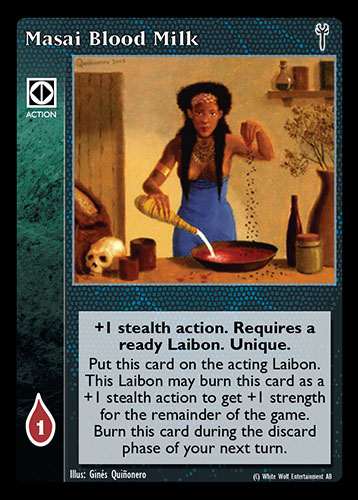 Masai Blood Milk
Quiñonero 2005
ACTION
+1 stealth action. Requires a
ready Laibon. Unique.
Put this card on the acting Laibon.
This Laibon may burn this card as a
+1 stealth action to get +1 strength
for the remainder of the game.
Burn this card during the discard
phase of your next turn.
1
Illus: Ginés Quiñonero
(C) White Wolf Entertainment AB